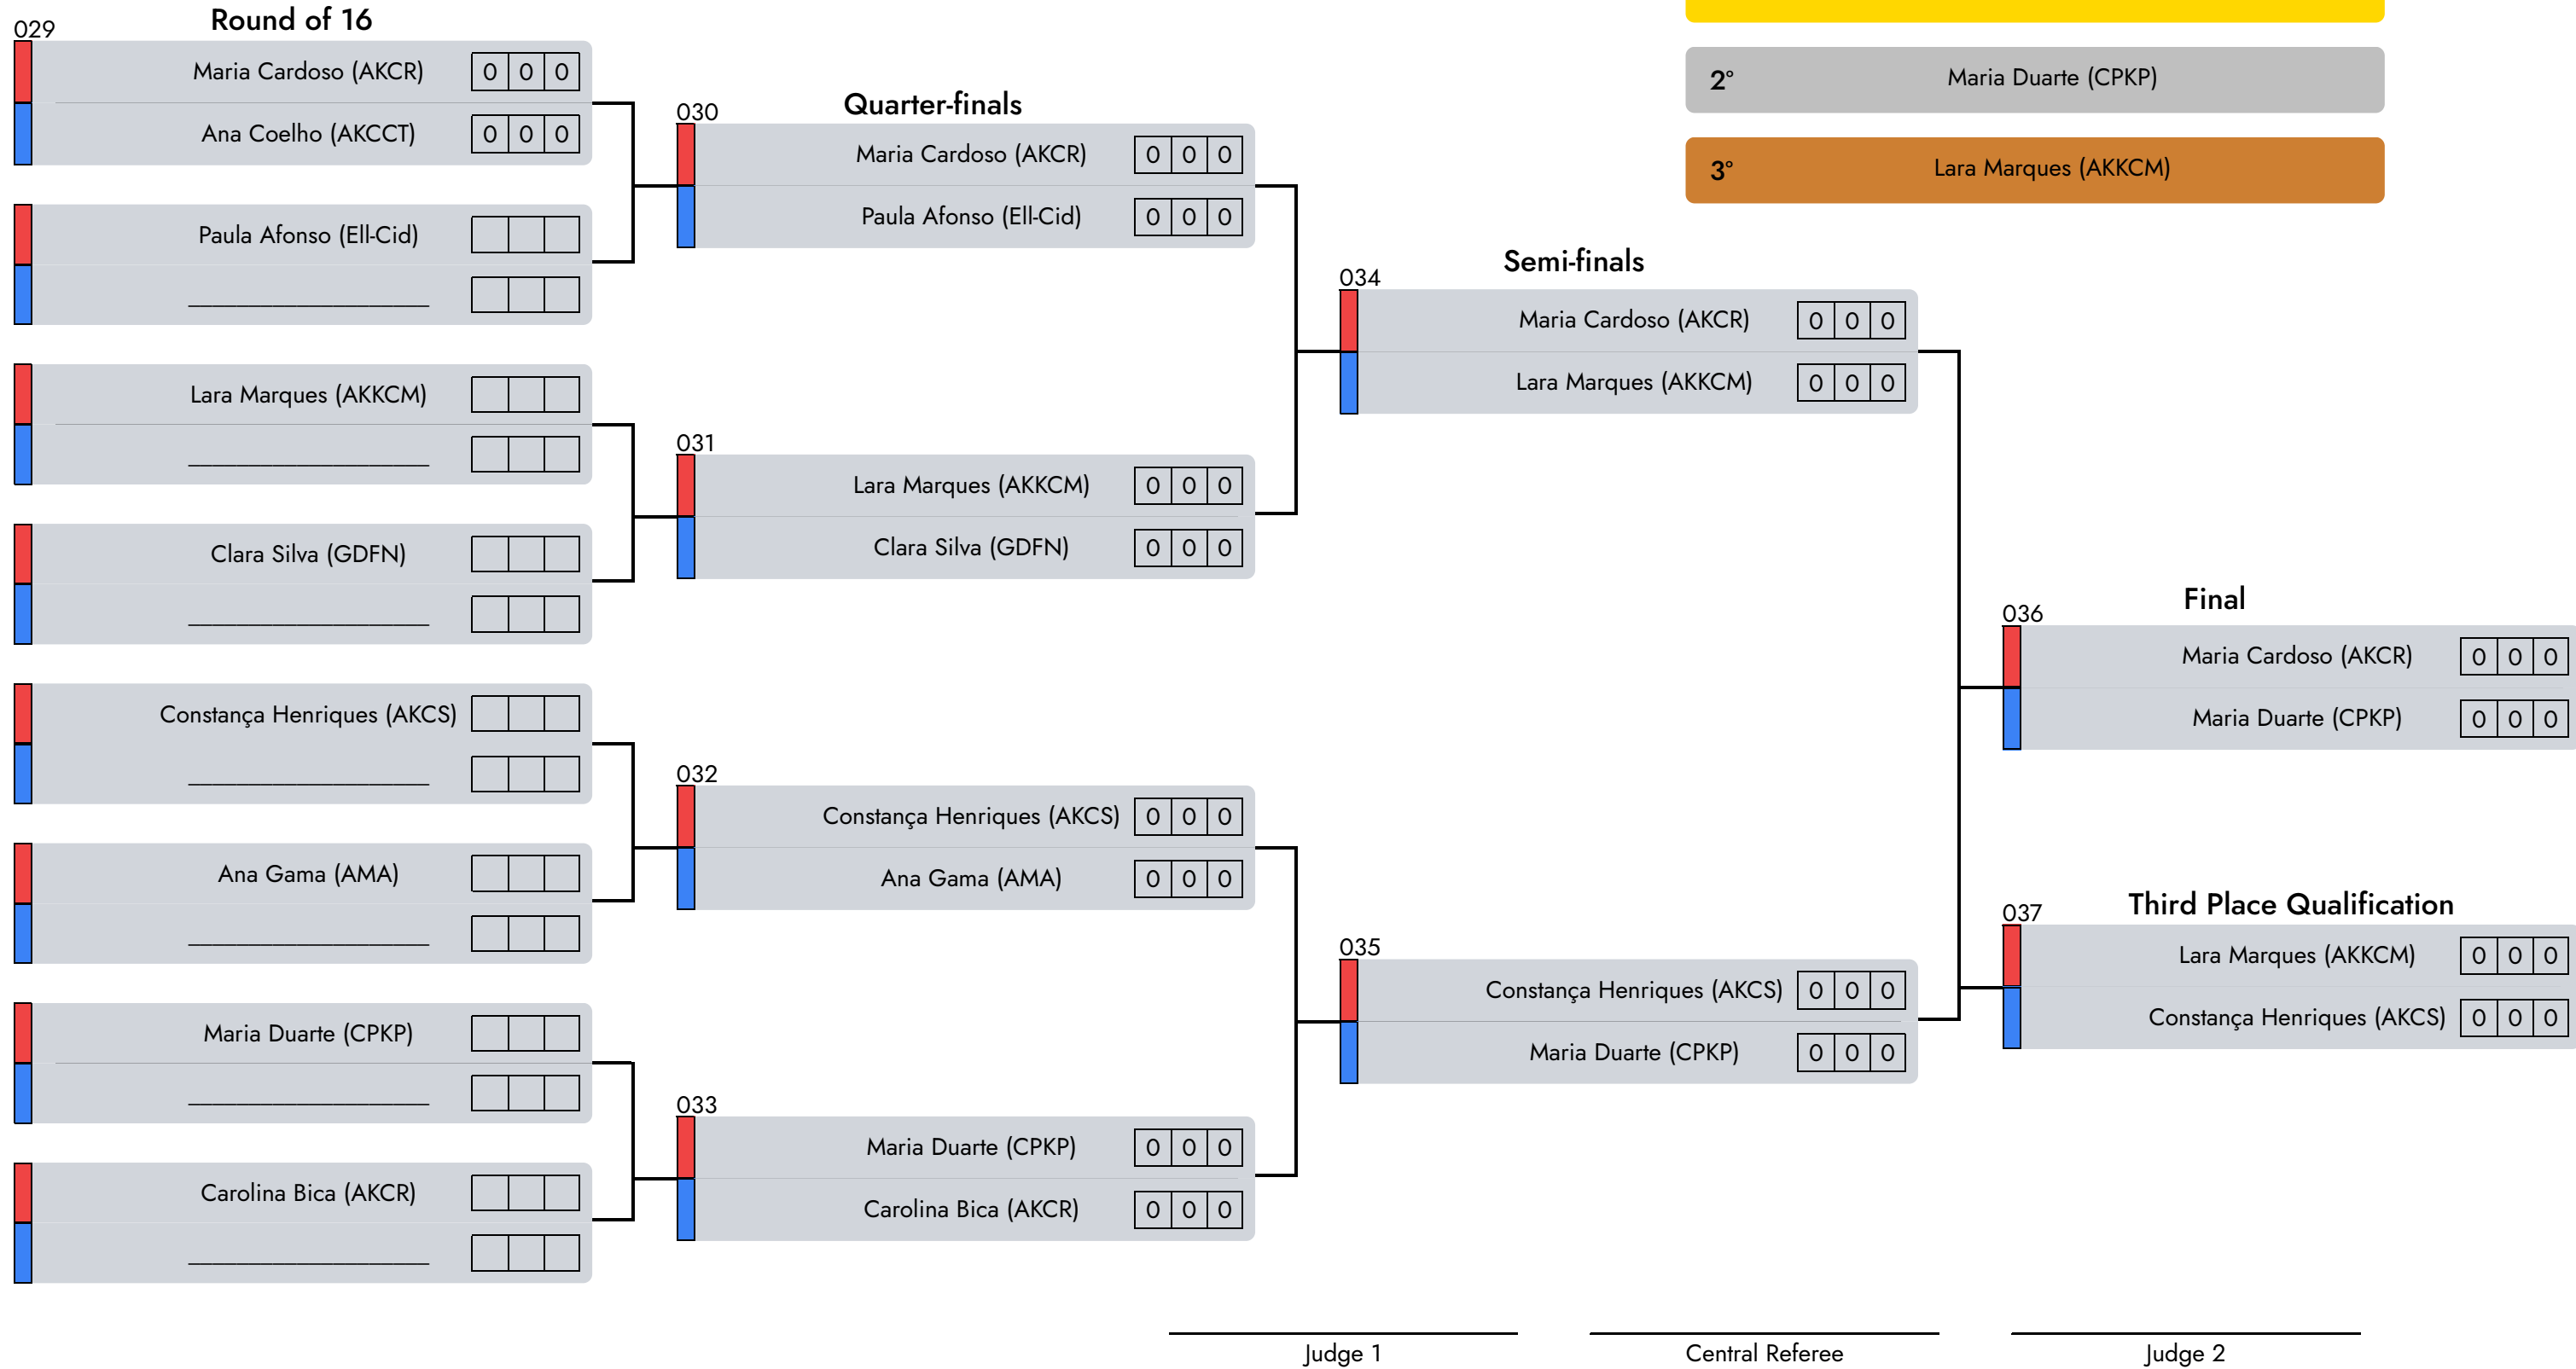 Round of 16
029
Maria Cardoso (AKCR) 0 0 0
Ana Coelho (AKCCT) 0 0 0
Paula Afonso (Ell-Cid)
Lara Marques (AKKCM)
Clara Silva (GDFN)
Constança Henriques (AKCS)
Ana Gama (AMA)
Maria Duarte (CPKP)
Carolina Bica (AKCR)
Quarter-finals
030
Maria Cardoso (AKCR) 0 0 0
Paula Afonso (Ell-Cid) 0 0 0
031
Lara Marques (AKKCM) 0 0 0
Clara Silva (GDFN) 0 0 0
032
Constança Henriques (AKCS) 0 0 0
Ana Gama (AMA) 0 0 0
033
Maria Duarte (CPKP) 0 0 0
Carolina Bica (AKCR) 0 0 0
2° Maria Duarte (CPKP)
3° Lara Marques (AKKCM)
Semi-finals
034
Maria Cardoso (AKCR) 0 0 0
Lara Marques (AKKCM) 0 0 0
035
Constança Henriques (AKCS) 0 0 0
Maria Duarte (CPKP) 0 0 0
Final
036
Maria Cardoso (AKCR) 0 0 0
Maria Duarte (CPKP) 0 0 0
Third Place Qualification
037
Lara Marques (AKKCM) 0 0 0
Constança Henriques (AKCS) 0 0 0
Judge 1
Central Referee
Judge 2